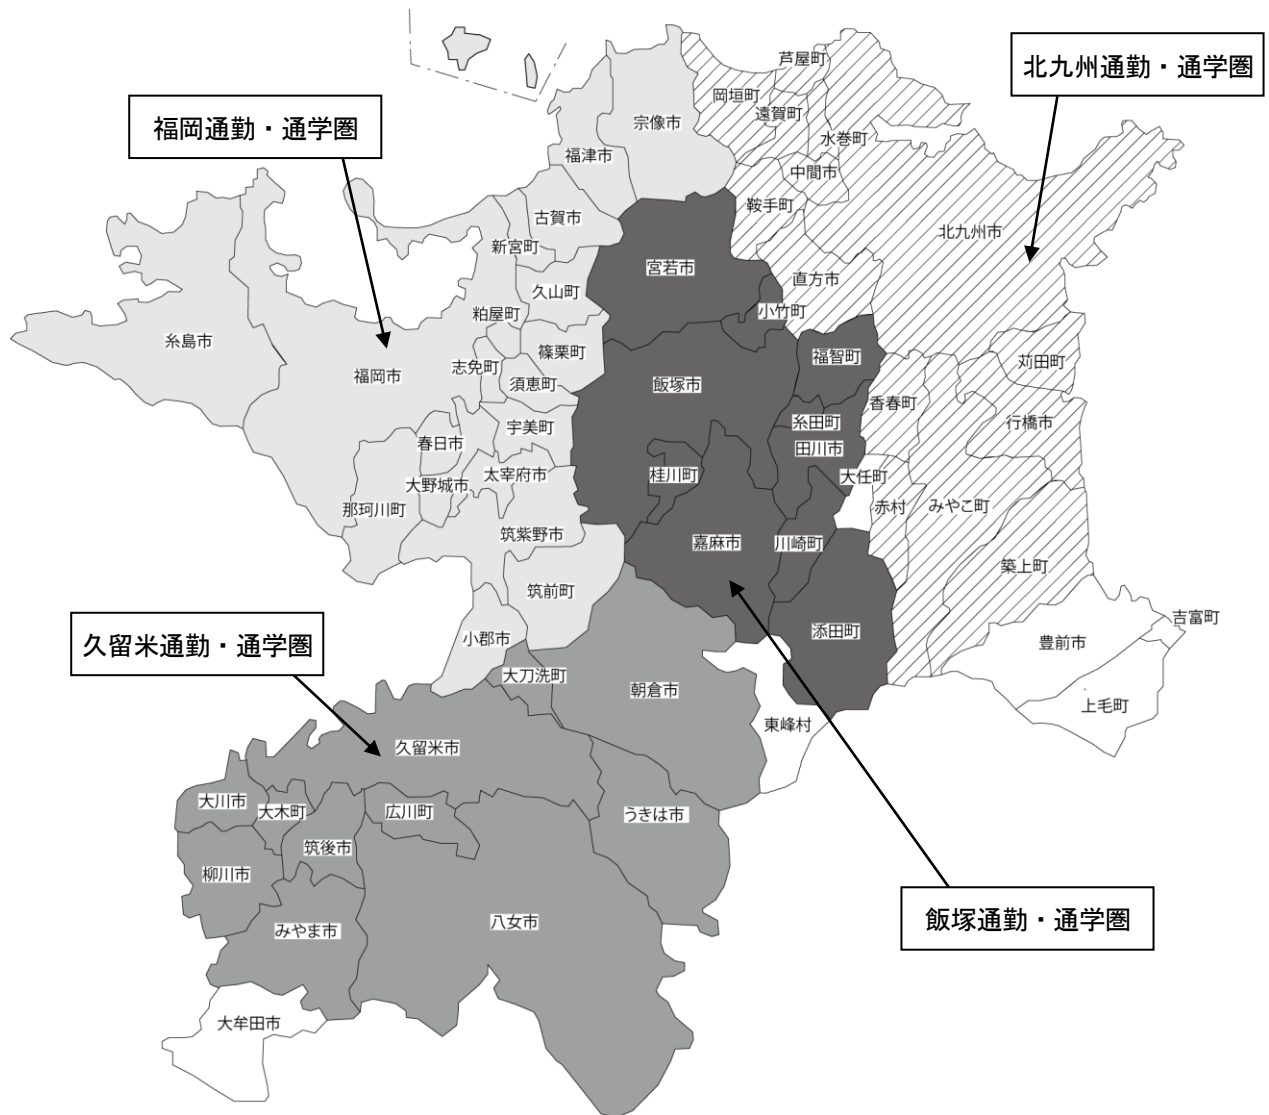 芦屋町
北九州通勤・通学圏
岡垣町
遠賀町
福岡通勤・通学圏
宗像市
水巻町
福津市
中間市
鞍手町
古賀市
北九州市
新宮町
宮若市
直方市
久山町
小竹町
粕屋町
糸島市
篠栗町
福智町
苅田町
志免町
福岡市
須恵町
飯塚市
香春町
糸田町
行橋市
宇美町
春日市
田川市
太宰府市
桂川町
大任町
大野城市
那珂川町
赤村
みやこ町
筑紫野市
嘉麻市
川崎町
築上町
筑前町
吉富町
久留米通勤・通学圏
小郡市
添田町
豊前市
大刀洗町
朝倉市
上毛町
東峰村
久留米市
大川市
大木町
広川町
うきは市
筑後市
柳川市
八女市
飯塚通勤・通学圏
みやま市
大牟田市